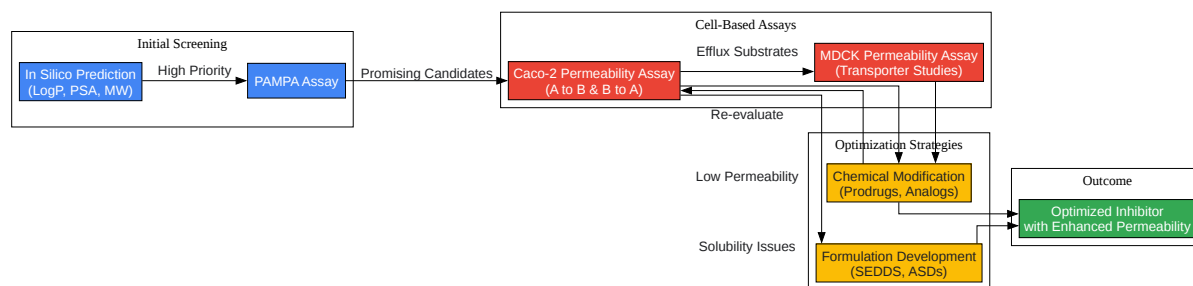 Initial Screening
In Silico Prediction
(LogP, PSA, MW)
High Priority
PAMPA Assay
Promising Candidates
Cell-Based Assays
Caco-2 Permeability Assay
(A to B & B to A)
Efflux Substrates
MDCK Permeability Assay
(Transporter Studies)
Re-evaluate
Optimization Strategies
Low Permeability
Chemical Modification
(Prodrugs, Analogs)
Solubility Issues
Formulation Development
(SEDDS, ASDs)
Outcome
Optimized Inhibitor
with Enhanced Permeability